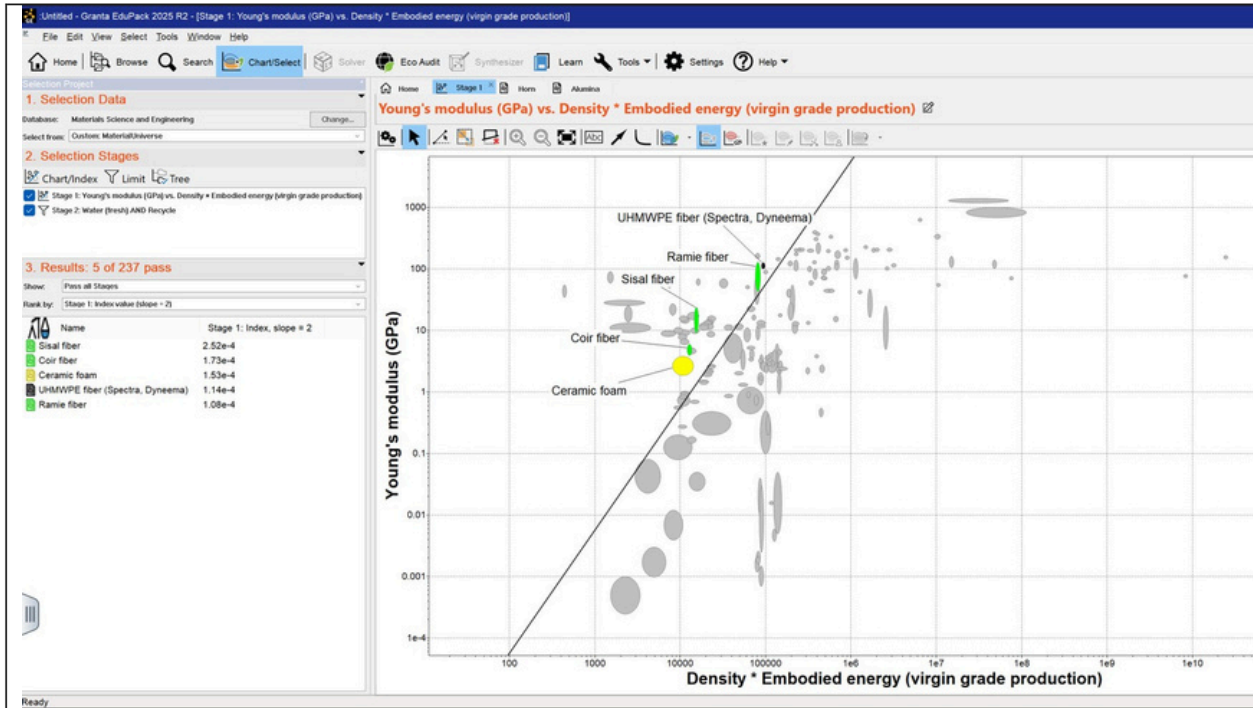 :Untitled - Granta EduPack 2025 R2 - [Stage 1: Young's modulus (GPa) vs. Density * Embodied energy (virgin grade production)]
File Edit View Select Tools Window Help
Home Browse Search Chart/Select Solver Eco Audit Synthesizer Learn Tools Settings Help
Selection Project
1. Selection Data
Database: Materials Science and Engineering Change...
Select from: Custom: MaterialUniverse
2. Selection Stages
Chart/Index Limit Tree
Stage 1: Young's modulus (GPa) vs. Density * Embodied energy (virgin grade production)
Stage 2: Water (fresh) AND Recycle
3. Results: 5 of 237 pass
Show: Pass all Stages
Rank by: Stage 1: Index value (slope = 2)
Name Stage 1: Index, slope = 2
Sisal fiber 2.52e-4
Coir fiber 1.73e-4
Ceramic foam 1.53e-4
UHMWPE fiber (Spectra, Dyneema) 1.14e-4
Ramie fiber 1.08e-4
Ready
Home Stage 1 Horn Alumina
Young's modulus (GPa) vs. Density * Embodied energy (virgin grade production)
Abc
Young's modulus (GPa)
1000
100
10
1
0.1
0.01
0.001
1e-4
UHMWPE fiber (Spectra, Dyneema)
Ramie fiber
Sisal fiber
Coir fiber
Ceramic foam
100 1000 10000 100000 1e6 1e7 1e8 1e9 1e10
Density * Embodied energy (virgin grade production)